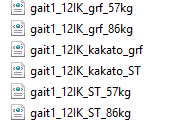 gait1_12IK_grf_57kg
gait1_12IK_grf_86kg
gait1_12IK_kakato_grf
gait1_12IK_kakato_ST
gait1_12IK_ST_57kg
gait1_12IK_ST_86kg